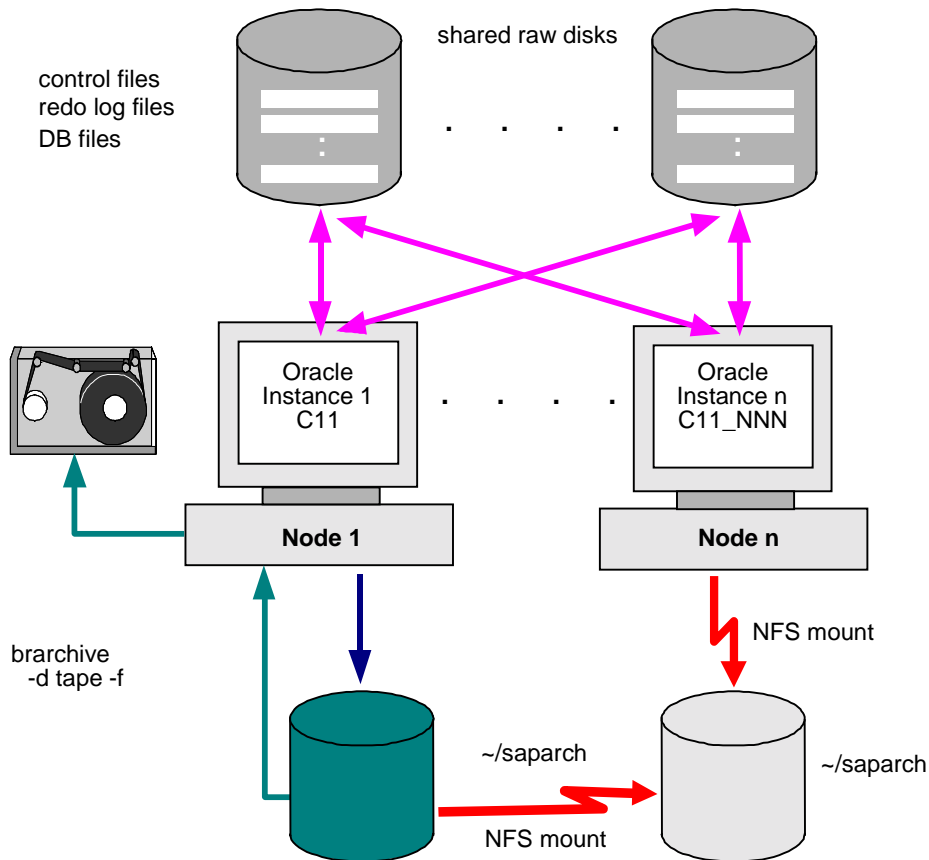 shared raw disks
control files
redo log files
DB files
. . . .
Oracle
Instance 1
C11
. . . .
Oracle
Instance n
C11_NNN
Node 1
Node n
NFS mount
brarchive
-d tape -f
~/saparch
~/saparch
NFS mount